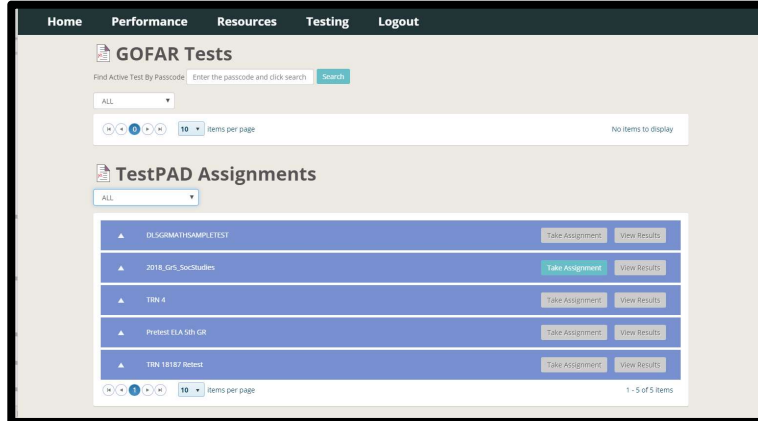 Home Performance Resources Testing Logout
GOFAR Tests
Find Active Test By Passcode Enter the passcode and click search Search
ALL
0 10 items per page No items to display
TestPAD Assignments
ALL
DL5GRMATHSAMPLETEST Take Assignment View Results
2018_Gr5_SocStudies Take Assignment View Results
TRN 4 Take Assignment View Results
Pretest ELA 5th GR Take Assignment View Results
TRN 18187 Retest Take Assignment View Results
1 10 items per page 1 - 5 of 5 items